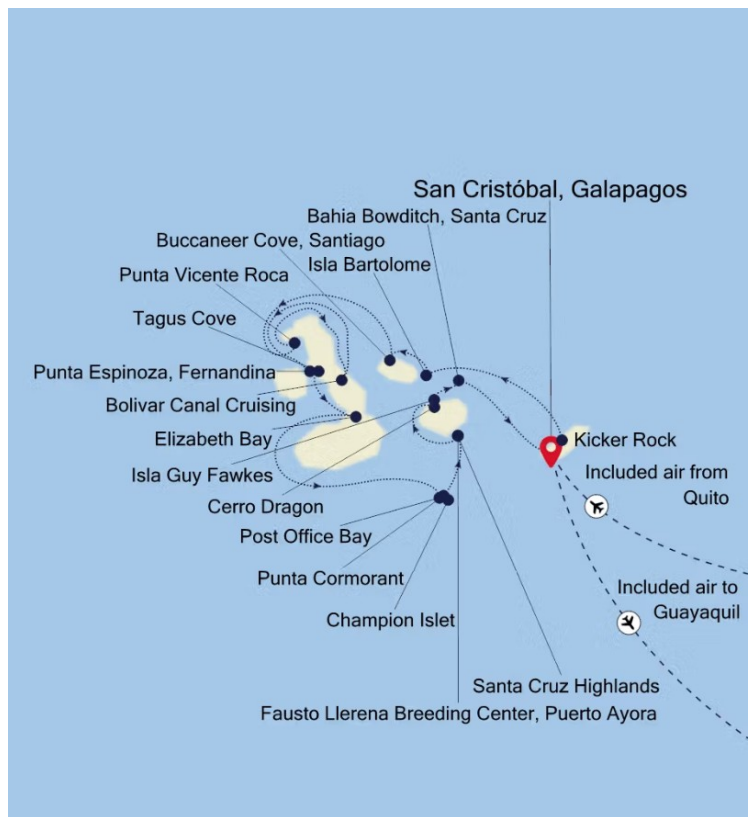 San Cristóbal, Galapagos
Bahia Bowditch, Santa Cruz
Buccaneer Cove, Santiago
Isla Bartolome
Punta Vicente Roca
Tagus Cove
Punta Espinoza, Fernandina
Bolivar Canal Cruising
Elizabeth Bay
Kicker Rock
Isla Guy Fawkes
Included air from
Quito
Cerro Dragon
Post Office Bay
Punta Cormorant
Included air to
Guayaquil
Champion Islet
Santa Cruz Highlands
Fausto Llerena Breeding Center, Puerto Ayora